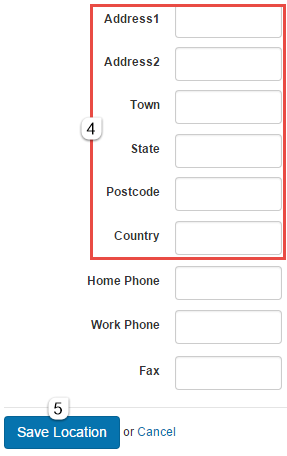 Address1
Address2
Town
4
State
Postcode
Country
Home Phone
Work Phone
Fax
5
Save Location or Cancel